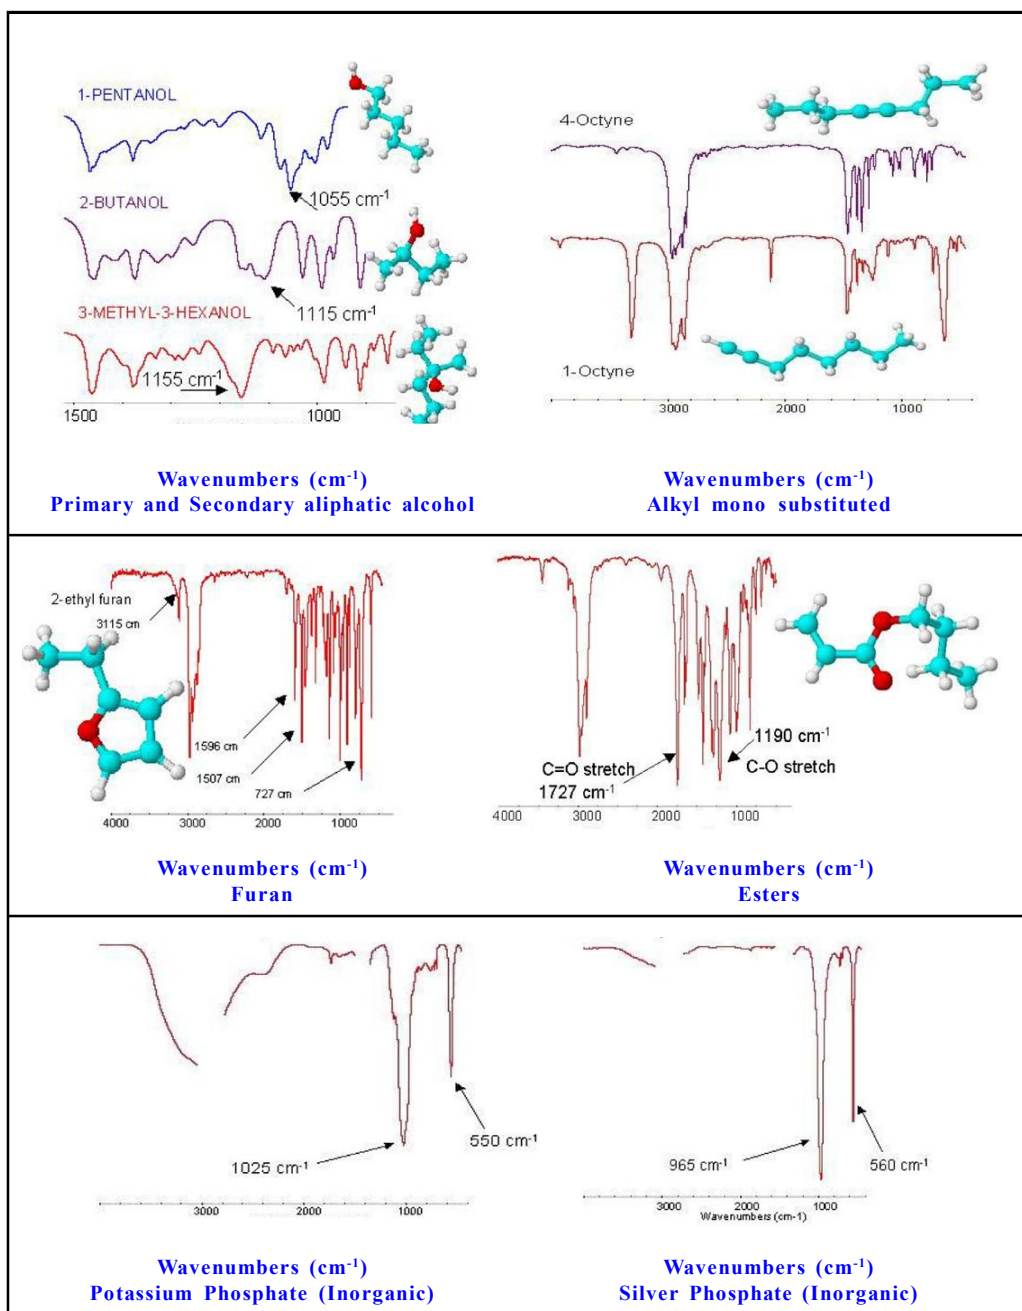 1-PENTANOL
1055 cm-1
2-BUTANOL
1115 cm-1
3-METHYL-3-HEXANOL
1155 cm-1
1500 1000
Wavenumbers (cm-1)
Primary and Secondary aliphatic alcohol
4-Octyne
1-Octyne
3000 2000 1000
Wavenumbers (cm-1)
Alkyl mono substituted
2-ethyl furan
3115 cm-1
1596 cm
1507 cm
727 cm
4000 3000 2000 1000
Wavenumbers (cm-1)
Furan
C=O stretch
1727 cm-1
1190 cm-1
C-O stretch
4000 3000 2000 1000
Wavenumbers (cm-1)
Esters
1025 cm-1
550 cm-1
3000 2000 1000
Wavenumbers (cm-1)
Potassium Phosphate (Inorganic)
965 cm-1
560 cm-1
3000 2000 1000
Wavenumbers (cm-1)
Wavenumbers (cm-1)
Silver Phosphate (Inorganic)